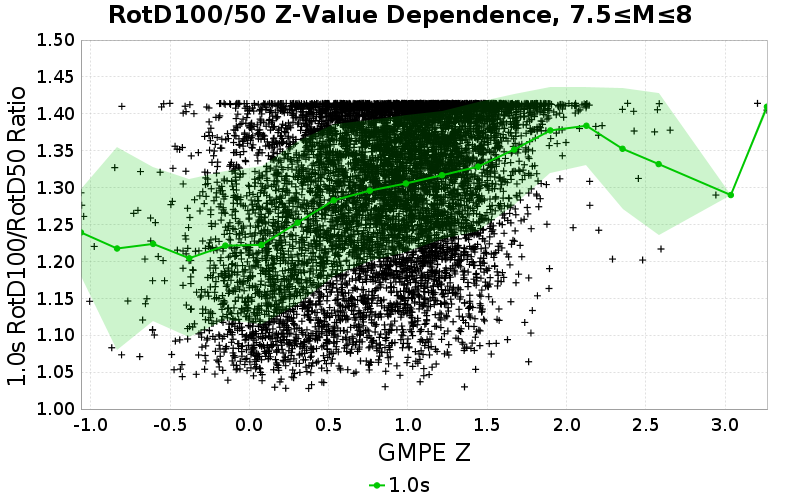 RotD100/50 Z-Value Dependence, 7.5≤M≤8
1.0s RotD100/RotD50 Ratio
1.50
1.45
1.40
1.35
1.30
1.25
1.20
1.15
1.10
1.05
1.00
-1.0 -0.5 0.0 0.5 1.0 1.5 2.0 2.5 3.0
GMPE Z
1.0s